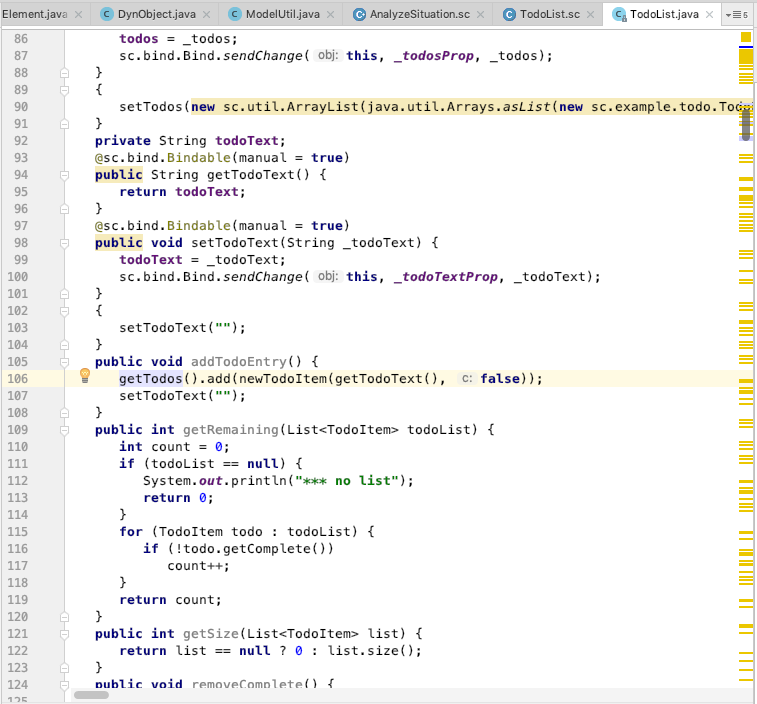 Element.java DynObject.java ModelUtil.java AnalyzeSituation.sc TodoList.sc TodoList.java 5
86 todos = _todos;
87 sc.bind.Bind.sendChange( obj: this, _todosProp, _todos);
88 }
89 {
90 setTodos(new sc.util.ArrayList(java.util.Arrays.asList(new sc.example.todo.Tod
91 }
92 private String todoText;
93 @sc.bind.Bindable(manual = true)
94 public String getTodoText() {
95 return todoText;
96 }
97 @sc.bind.Bindable(manual = true)
98 public void setTodoText(String _todoText) {
99 todoText = _todoText;
100 sc.bind.Bind.sendChange( obj: this, _todoTextProp, _todoText);
101 }
102 {
103 setTodoText("");
104 }
105 public void addTodoEntry() {
106 getTodos().add(newTodoItem(getTodoText(), c: false));
107 setTodoText("");
108 }
109 public int getRemaining(List<TodoItem> todoList) {
110 int count = 0;
111 if (todoList == null) {
112 System.out.println("*** no list");
113 return 0;
114 }
115 for (TodoItem todo : todoList) {
116 if (!todo.getComplete())
117 count++;
118 }
119 return count;
120 }
121 public int getSize(List<TodoItem> list) {
122 return list == null ? 0 : list.size();
123 }
124 public void removeComplete() {
125